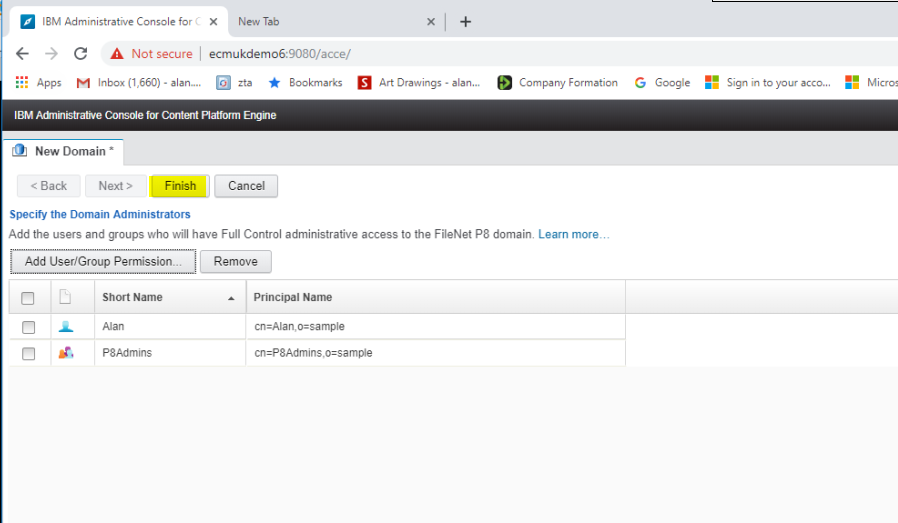 IBM Administrative Console for C
New Tab
Not secure ecmukdemo6:9080/acce/
Apps Inbox (1,660) - alan.... zta Bookmarks Art Drawings - alan... Company Formation Google Sign in to your acco... Micros
IBM Administrative Console for Content Platform Engine
New Domain *
< Back Next > Finish Cancel
Specify the Domain Administrators
Add the users and groups who will have Full Control administrative access to the FileNet P8 domain. Learn more...
Add User/Group Permission... Remove
Short Name Principal Name
Alan cn=Alan,o=sample
P8Admins cn=P8Admins,o=sample